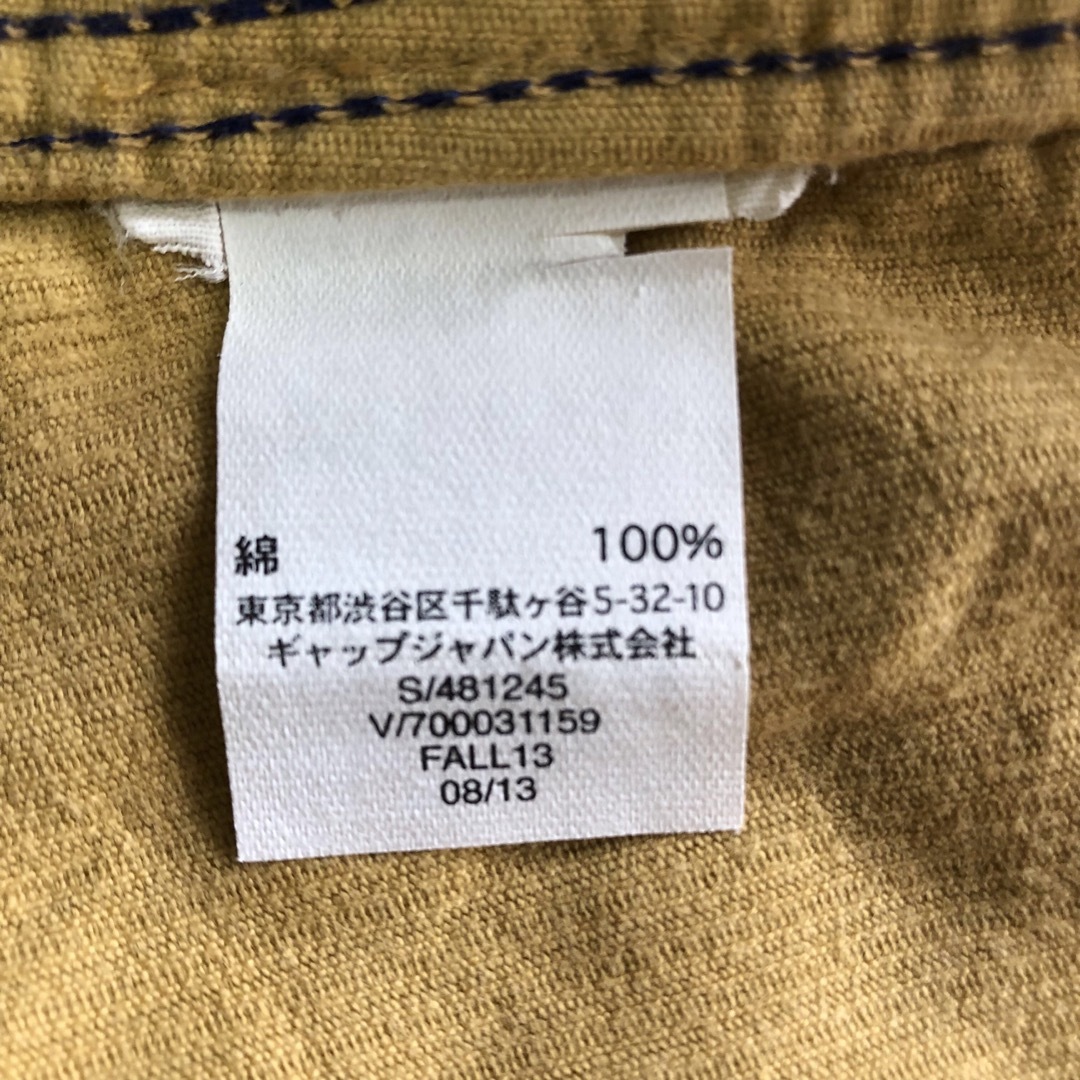 綿 100%
東京都渋谷区千駄ヶ谷5-32-10
ギャップジャパン株式会社
S/481245
V/700031159
FALL13
08/13